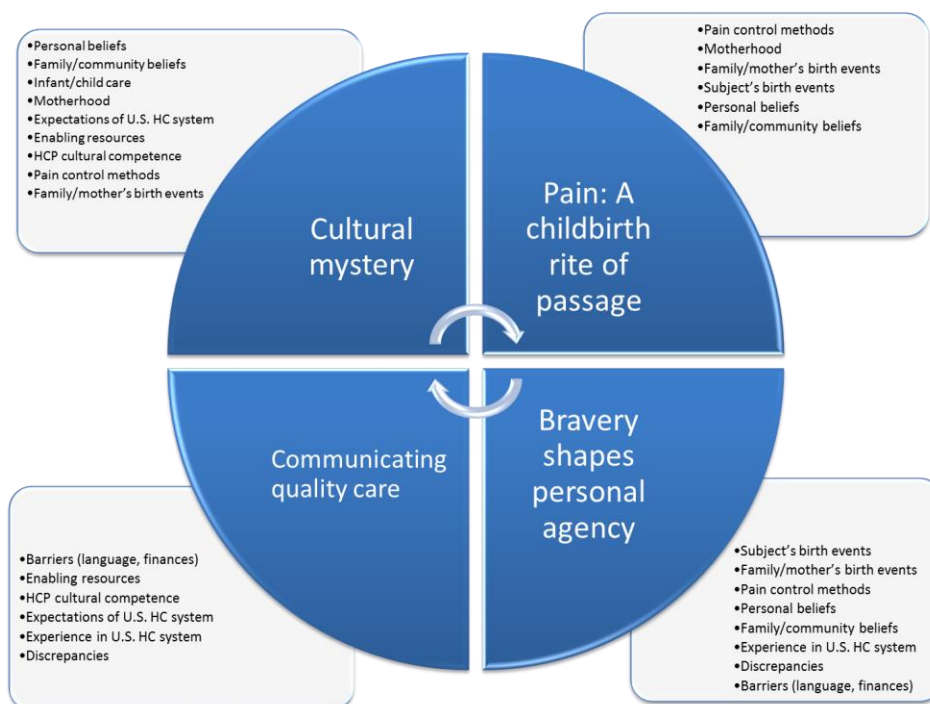 •Personal beliefs
•Family/community beliefs
•Infant/child care
•Motherhood
•Expectations of U.S. HC system
•Enabling resources
•HCP cultural competence
•Pain control methods
•Family/mother's birth events
Cultural
mystery
•Pain control methods
•Motherhood
•Family/mother's birth events
•Subject's birth events
•Personal beliefs
•Family/community beliefs
Pain: A
childbirth
rite of
passage
Communicating
quality care
•Barriers (language, finances)
•Enabling resources
•HCP cultural competence
•Expectations of U.S. HC system
•Experience in U.S. HC system
•Discrepancies
Bravery
shapes
personal
agency
•Subject's birth events
•Family/mother's birth events
•Pain control methods
•Personal beliefs
•Family/community beliefs
•Experience in U.S. HC system
•Discrepancies
•Barriers (language, finances)